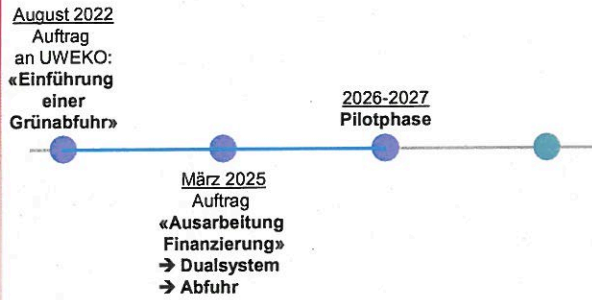 August 2022
Auftrag
an UWEKO:
«Einführung
einer
Grünabfuhr»
2026-2027
Pilotphase
März 2025
Auftrag
«Ausarbeitung
Finanzierung»
➔ Dualsystem
➔ Abfuhr